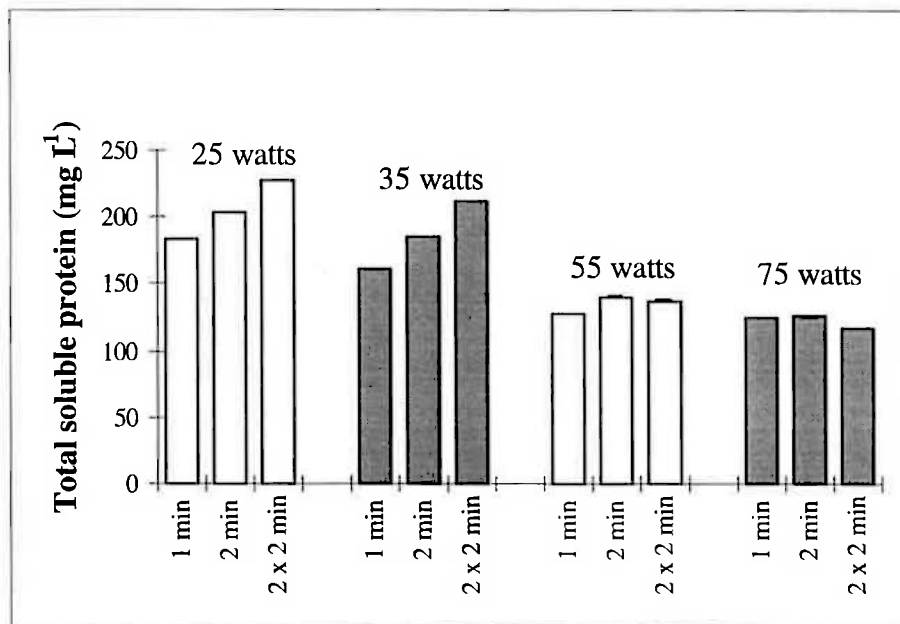 Total soluble protein (mg L⁻¹)
250
200
150
100
50
0
25 watts
35 watts
55 watts
75 watts
1 min
2 min
2 x 2 min
1 min
2 min
2 x 2 min
1 min
2 min
2 x 2 min
1 min
2 min
2 x 2 min